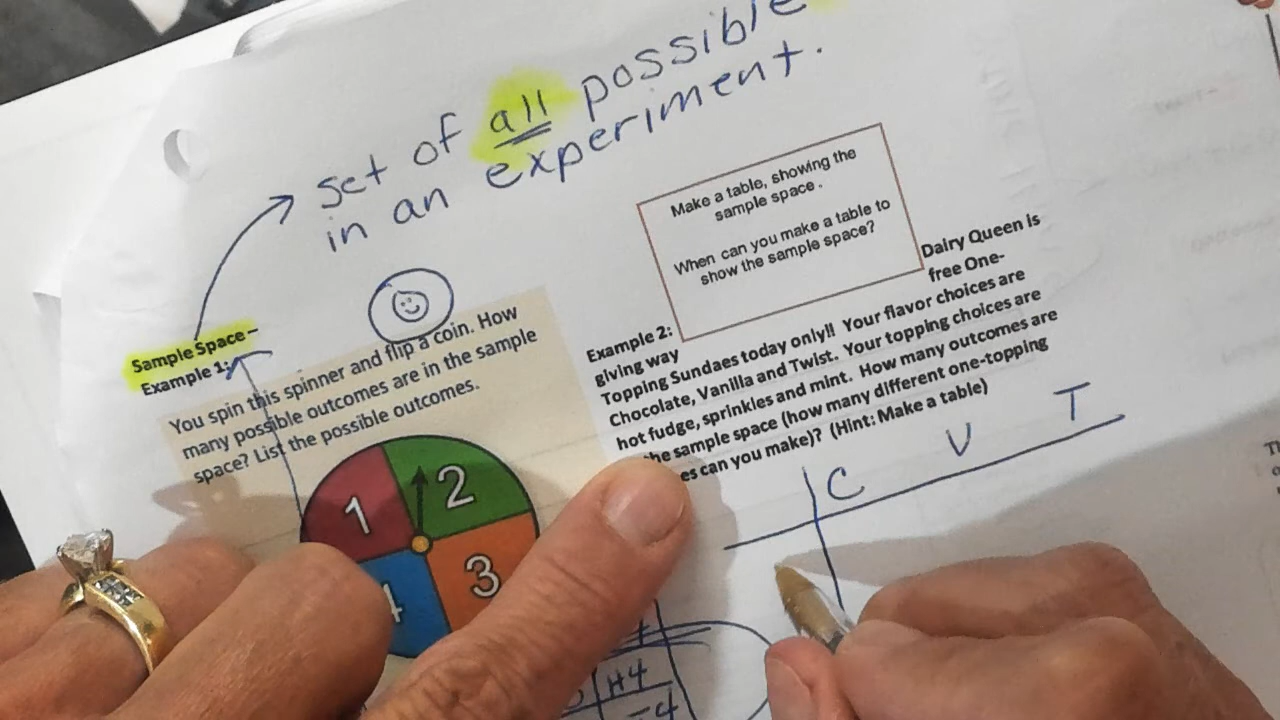 set of all possible
in an experiment.
Make a table, showing the
sample space.
When can you make a table to
show the sample space?
Sample Space –
Example 1:
You spin this spinner and flip a coin. How
many possible outcomes are in the sample
space? List the possible outcomes.
1
2
3
4
Dairy Queen is
Example 2:
giving way
free One-
Topping Sundaes today only!! Your flavor choices are
Chocolate, Vanilla and Twist. Your topping choices are
hot fudge, sprinkles and mint. How many outcomes are
the sample space (how many different one-topping
es can you make)? (Hint: Make a table)
C V T
H4
-4